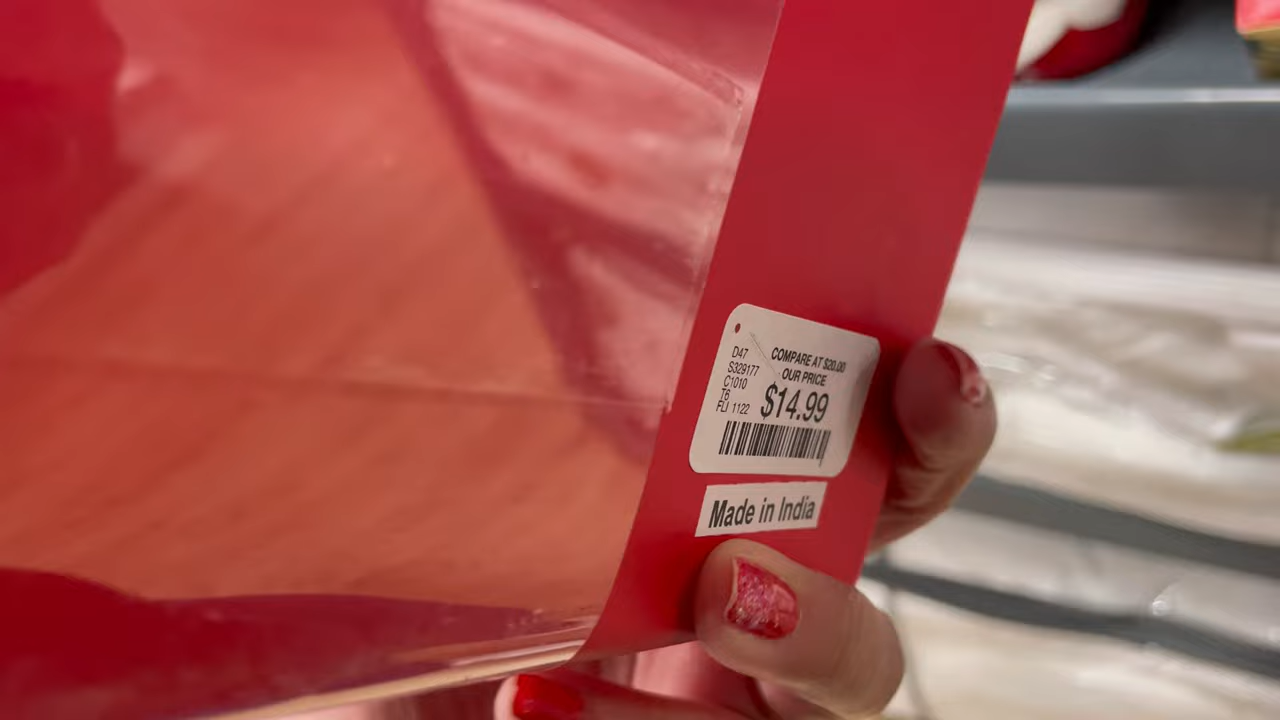 D47
S329177
C1010
T6
FLI 1122
COMPARE AT $20.00
OUR PRICE
$14.99
Made in India